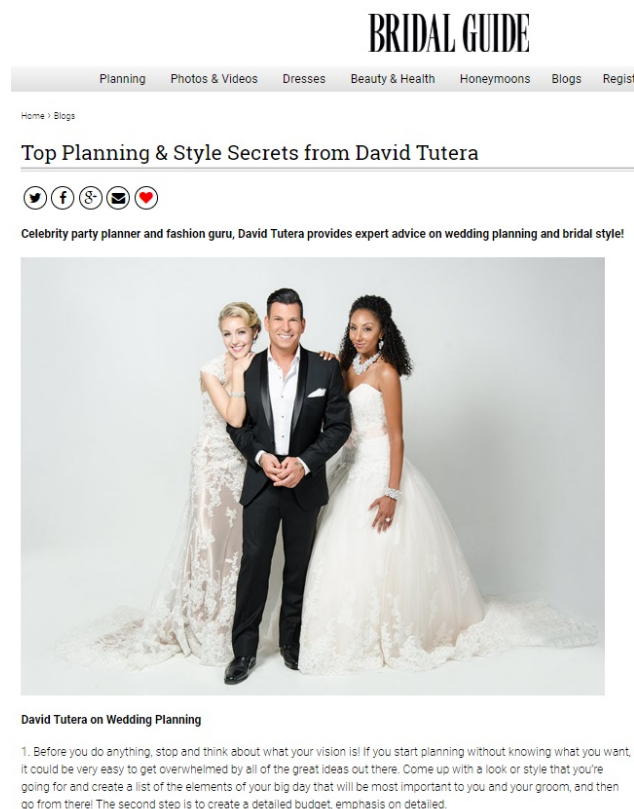 BRIDAL GUIDE
Planning Photos & Videos Dresses Beauty & Health Honeymoons Blogs Regist
Home › Blogs
Top Planning & Style Secrets from David Tutera
Celebrity party planner and fashion guru, David Tutera provides expert advice on wedding planning and bridal style!
David Tutera on Wedding Planning
1. Before you do anything, stop and think about what your vision is! If you start planning without knowing what you want,
it could be very easy to get overwhelmed by all of the great ideas out there. Come up with a look or style that you're
going for and create a list of the elements of your big day that will be most important to you and your groom, and then
go from there! The second step is to create a detailed budget, emphasis on detailed.